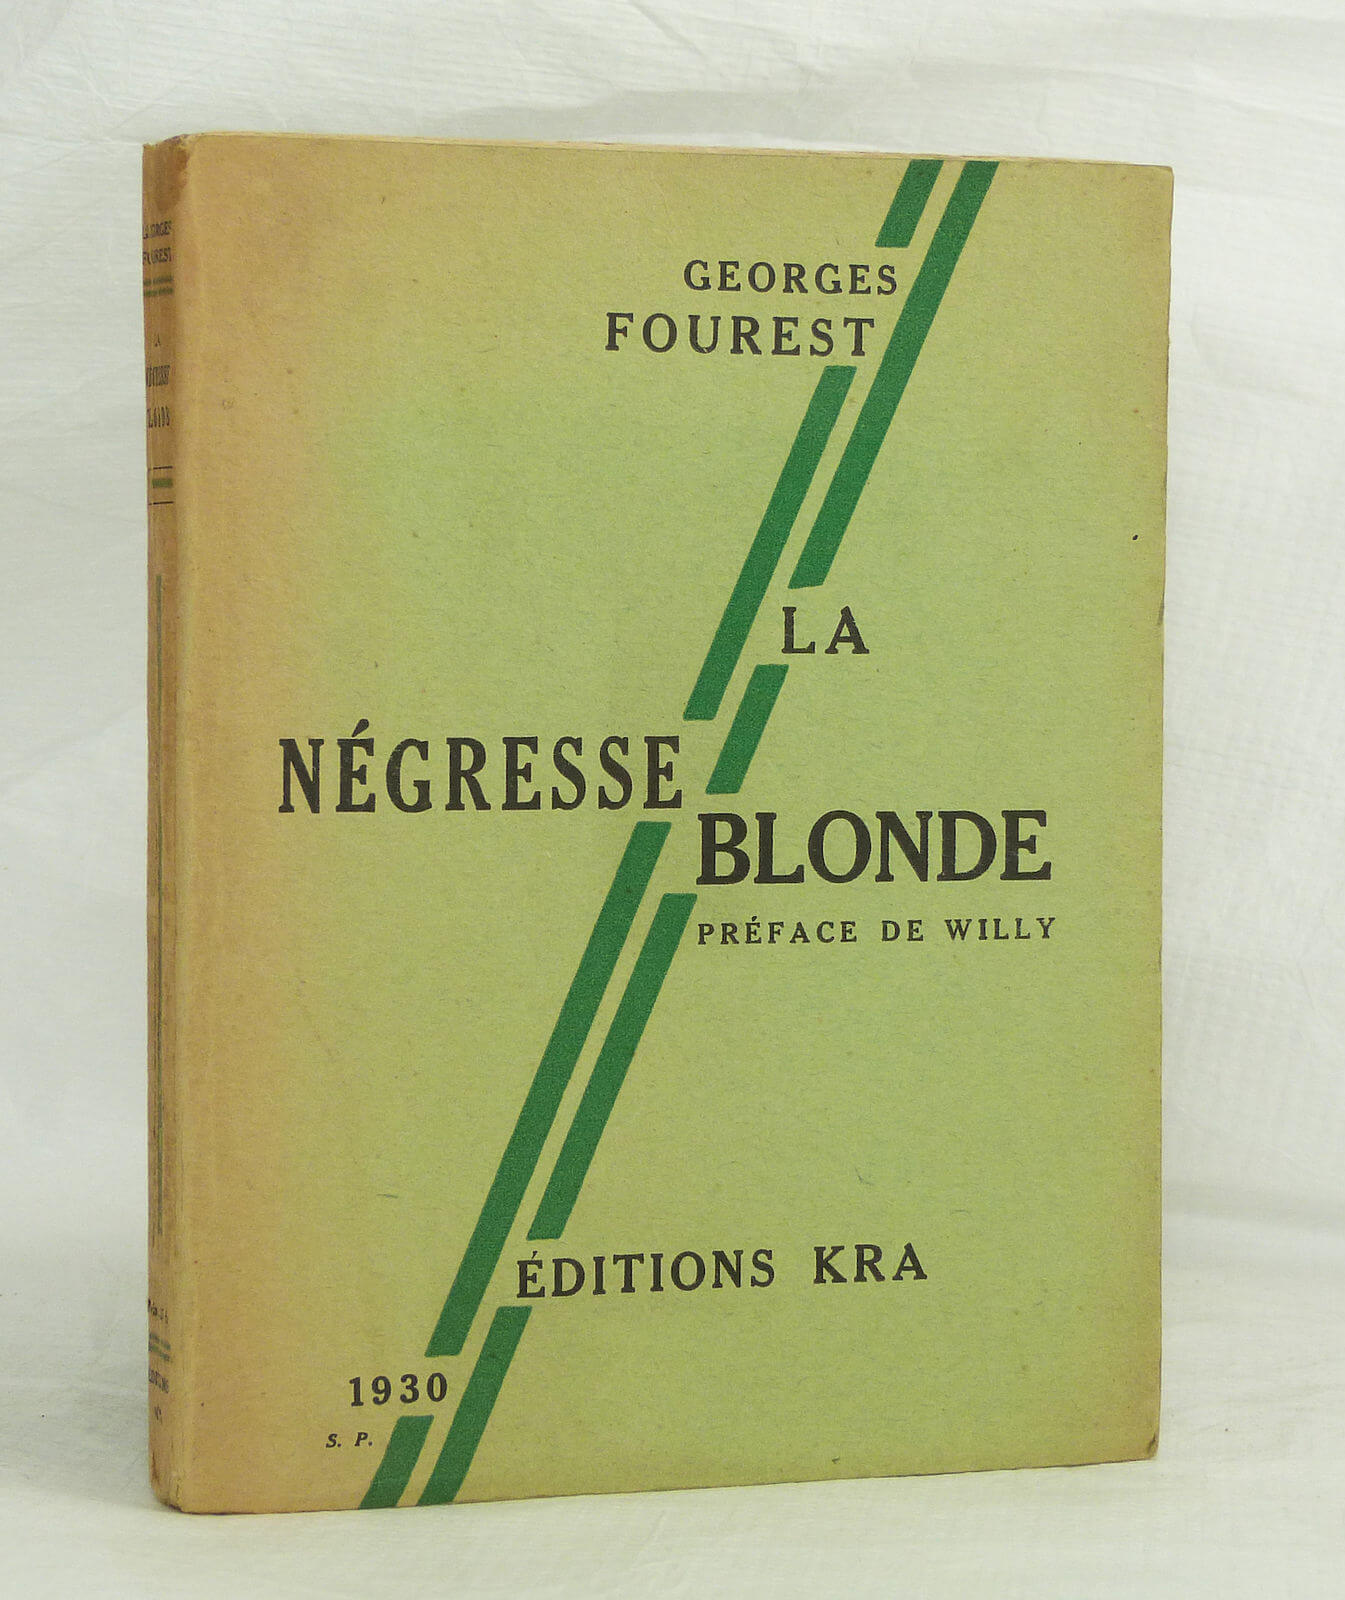 GEORGES
FOUREST
LA
NÉGRESSE
BLONDE
PRÉFACE DE WILLY
ÉDITIONS KRA
1930
S. P.